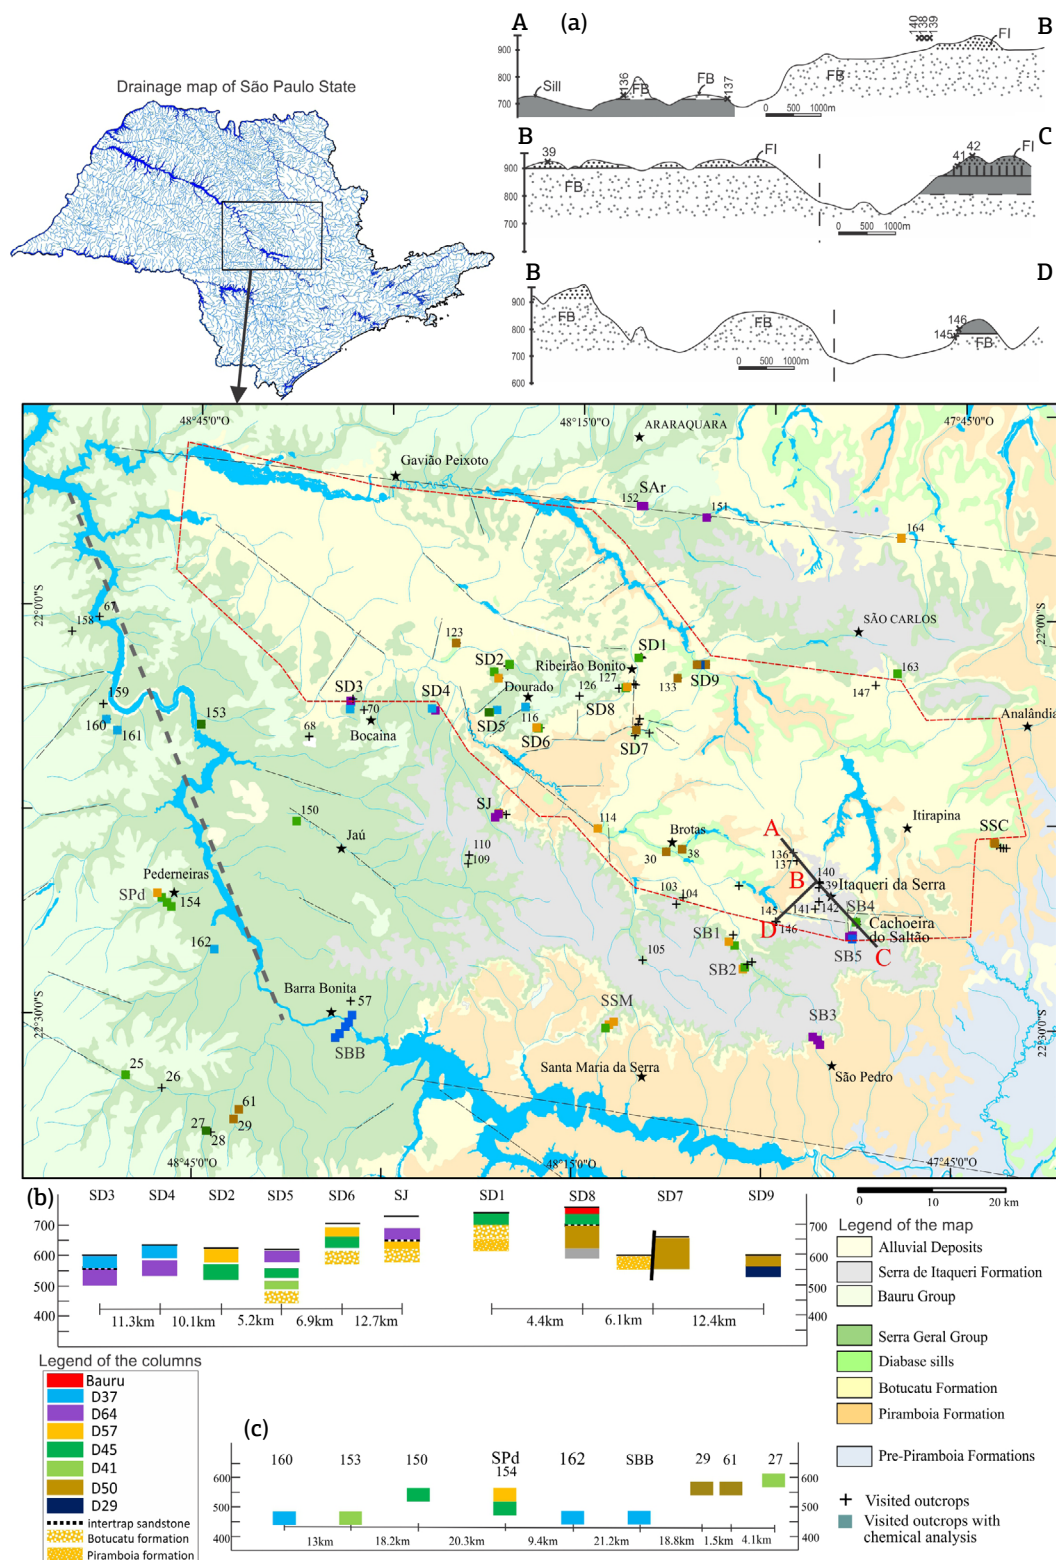 Drainage map of São Paulo State
A
(a)
B
140
138
139
FI
900
800
700
Sill
136
FB
FB
137
FB
0
500
1000m
B
C
39
FI
42
41
FI
900
800
700
FB
0
500
1000m
B
D
900
800
700
600
FB
FB
146
145
FB
0
500
1000m
48°45'0"O
48°15'0"O
47°45'0"O
ARARAQUARA
Gavião Peixoto
SAr
152
151
164
22°0'0"S
22°0'0"S
67
158
SÃO CARLOS
123
SD2
SD1
Ribeirão Bonito
127
133
SD9
163
147
159
SD3
SD4
Dourado
126
SD8
160
161
153
70
68
Bocaina
SD5
116
SD6
SD7
Analândia
150
SJ
114
Jaú
Brotas
A
Itirapina
SSC
110
109
30
38
136
137
Pederneiras
SPd
154
103
104
B
140
39
Itaqueri da Serra
141
142
SB4
145
D
146
Cachoeira
do Saltão
SB5
C
162
SB1
105
SB2
Barra Bonita
57
SBB
SSM
SB3
22°30'0"S
22°30'0"S
25
26
Santa Maria da Serra
São Pedro
61
29
27
28
48°45'0"O
48°15'0"O
47°45'0"O
(b)
SD3
SD4
SD2
SD5
SD6
SJ
SD1
SD8
SD7
SD9
700
600
500
400
700
600
500
400
11.3km
10.1km
5.2km
6.9km
12.7km
4.4km
6.1km
12.4km
0
10
20 km
Legend of the map
Alluvial Deposits
Serra de Itaqueri Formation
Bauru Group
Serra Geral Group
Diabase sills
Botucatu Formation
Piramboia Formation
Pre-Piramboia Formations
Visited outcrops
Visited outcrops with
chemical analysis
Legend of the columns
Bauru
D37
D64
D57
D45
D41
D50
D29
intertrap sandstone
Botucatu formation
Piramboia formation
(c)
160
153
150
SPd
154
162
SBB
29
61
27
600
500
400
600
500
400
13km
18.2km
20.3km
9.4km
21.2km
18.8km
1.5km
4.1km